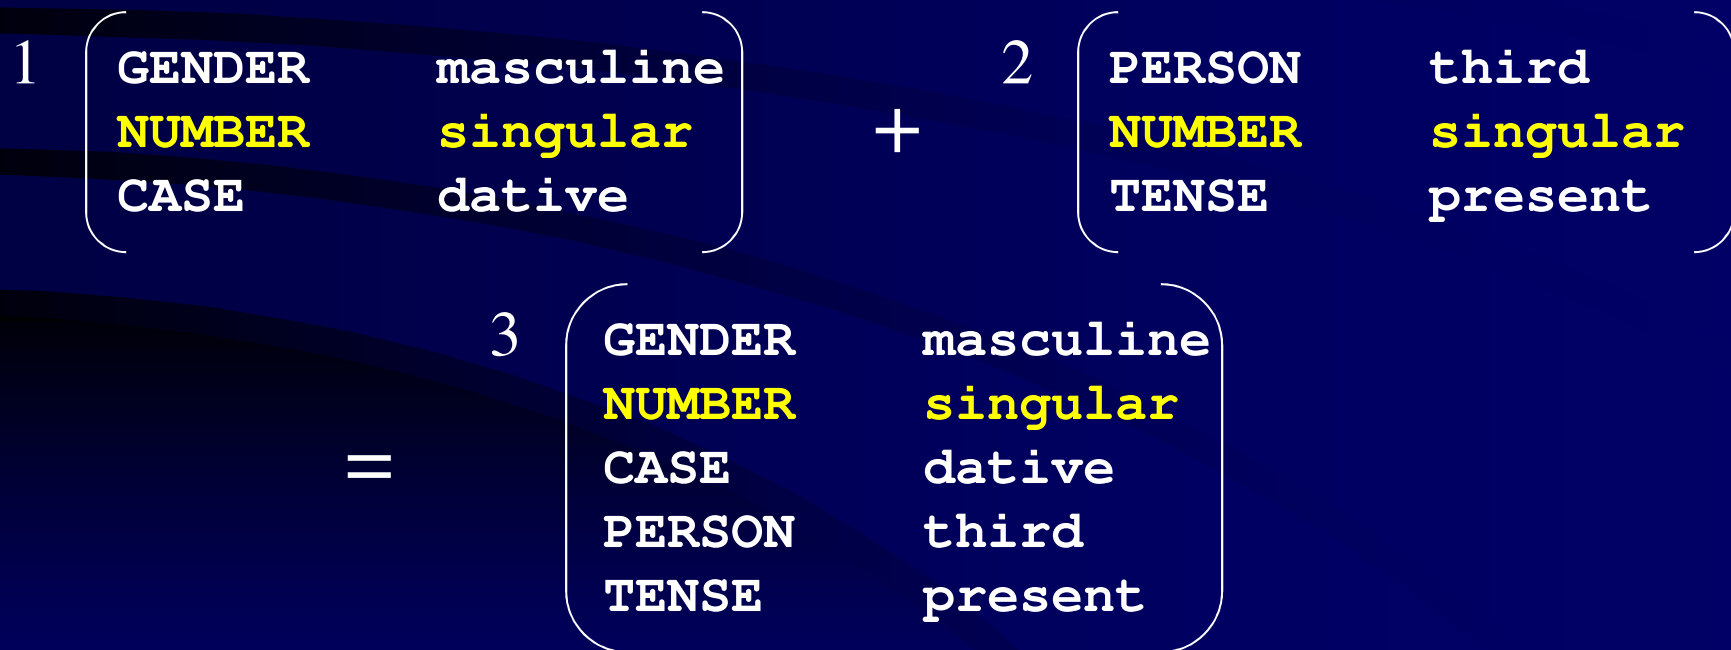 1 GENDER masculine
NUMBER singular
CASE dative
+
2 PERSON third
NUMBER singular
TENSE present
=
3 GENDER masculine
NUMBER singular
CASE dative
PERSON third
TENSE present